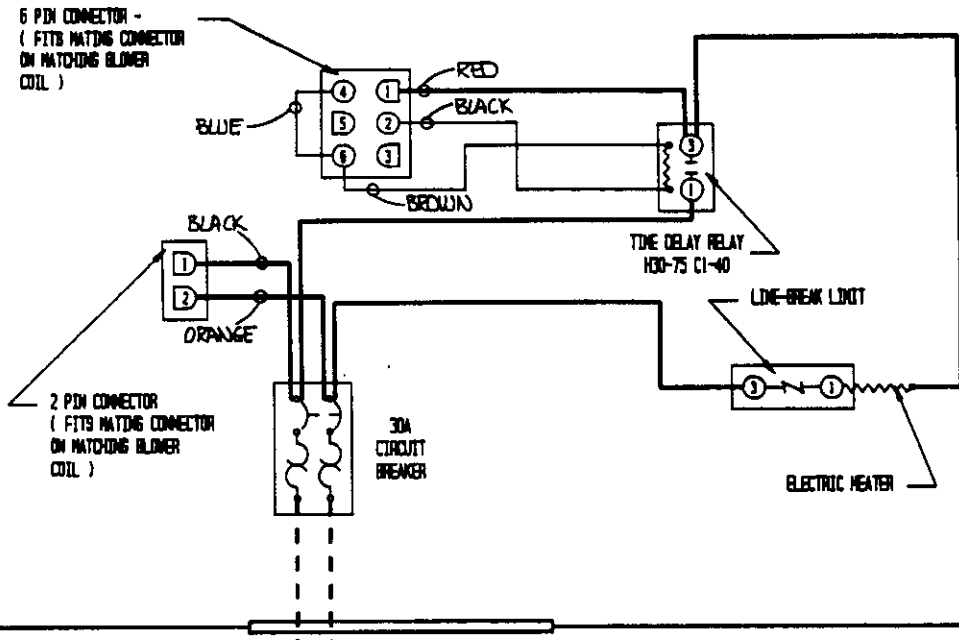 6 PIN CONNECTOR -
( FITS MATING CONNECTOR
ON MATCHING BLOWER
COIL )
RED
BLACK
BLUE
BROWN
4
1
5
2
6
3
3
1
TIME DELAY RELAY
H30-75 C1-40
BLACK
1
2
ORANGE
LINE-BREAK LIMIT
3
1
2 PIN CONNECTOR
( FITS MATING CONNECTOR
ON MATCHING BLOWER
COIL )
30A
CIRCUIT
BREAKER
ELECTRIC HEATER